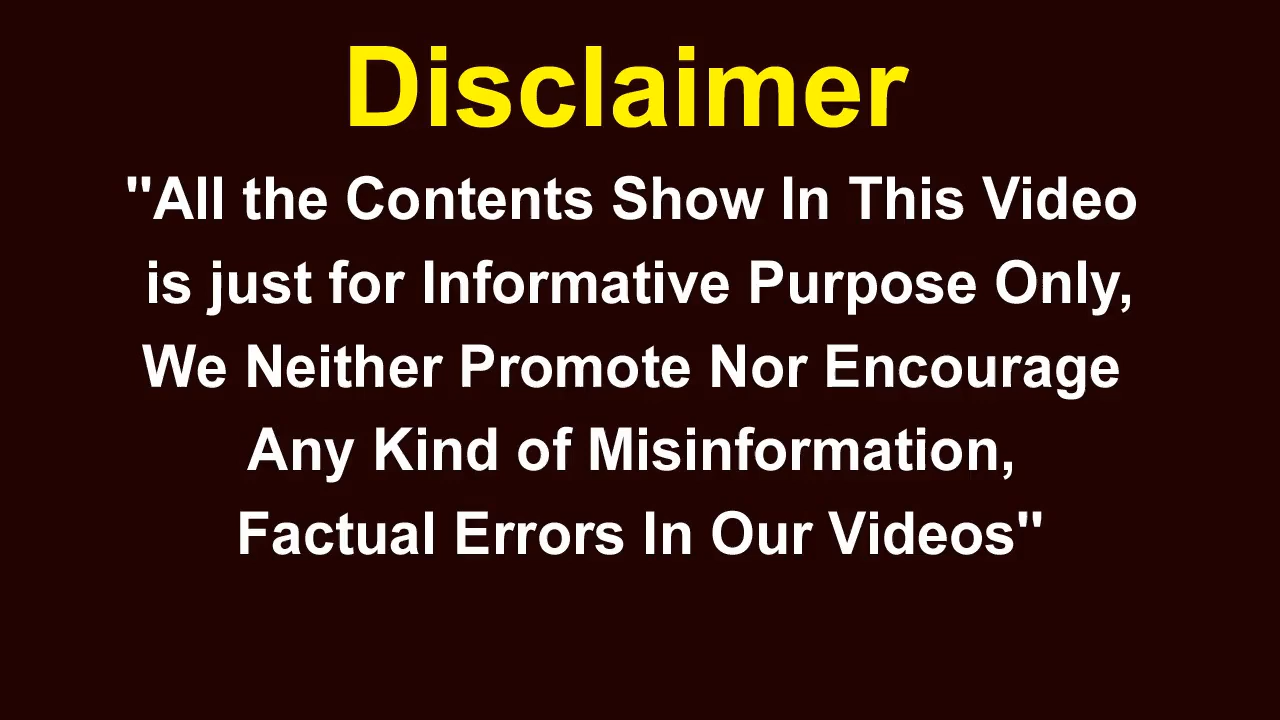 Disclaimer
"All the Contents Show In This Video
is just for Informative Purpose Only,
We Neither Promote Nor Encourage
Any Kind of Misinformation,
Factual Errors In Our Videos"